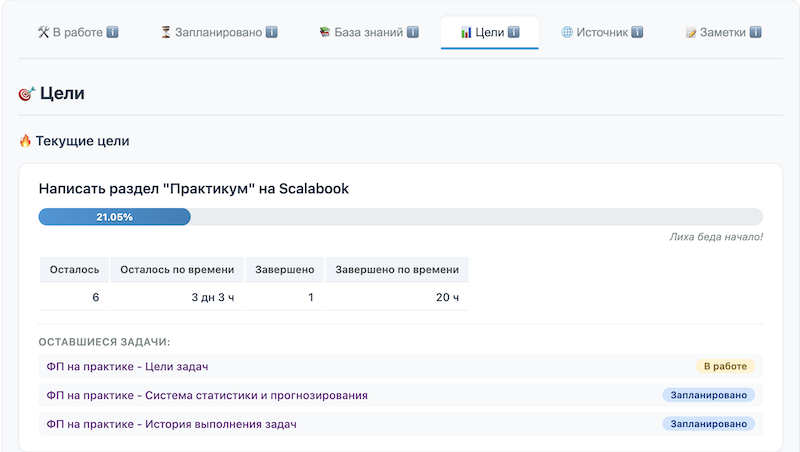 🛠️ В работе ℹ️ ⏳ Запланировано ℹ️ 📚 База знаний ℹ️ 📊 Цели ℹ️ 🌐 Источник ℹ️ 📝 Заметки ℹ️
🎯 Цели
🔥 Текущие цели
Написать раздел "Практикум" на Scalabook
21.05%
Лиха беда начало!
Осталось Осталось по времени Завершено Завершено по времени
6 3 дн 3 ч 1 20 ч
ОСТАВШИЕСЯ ЗАДАЧИ:
ФП на практике - Цели задач В работе
ФП на практике - Система статистики и прогнозирования Запланировано
ФП на практике - История выполнения задач Запланировано